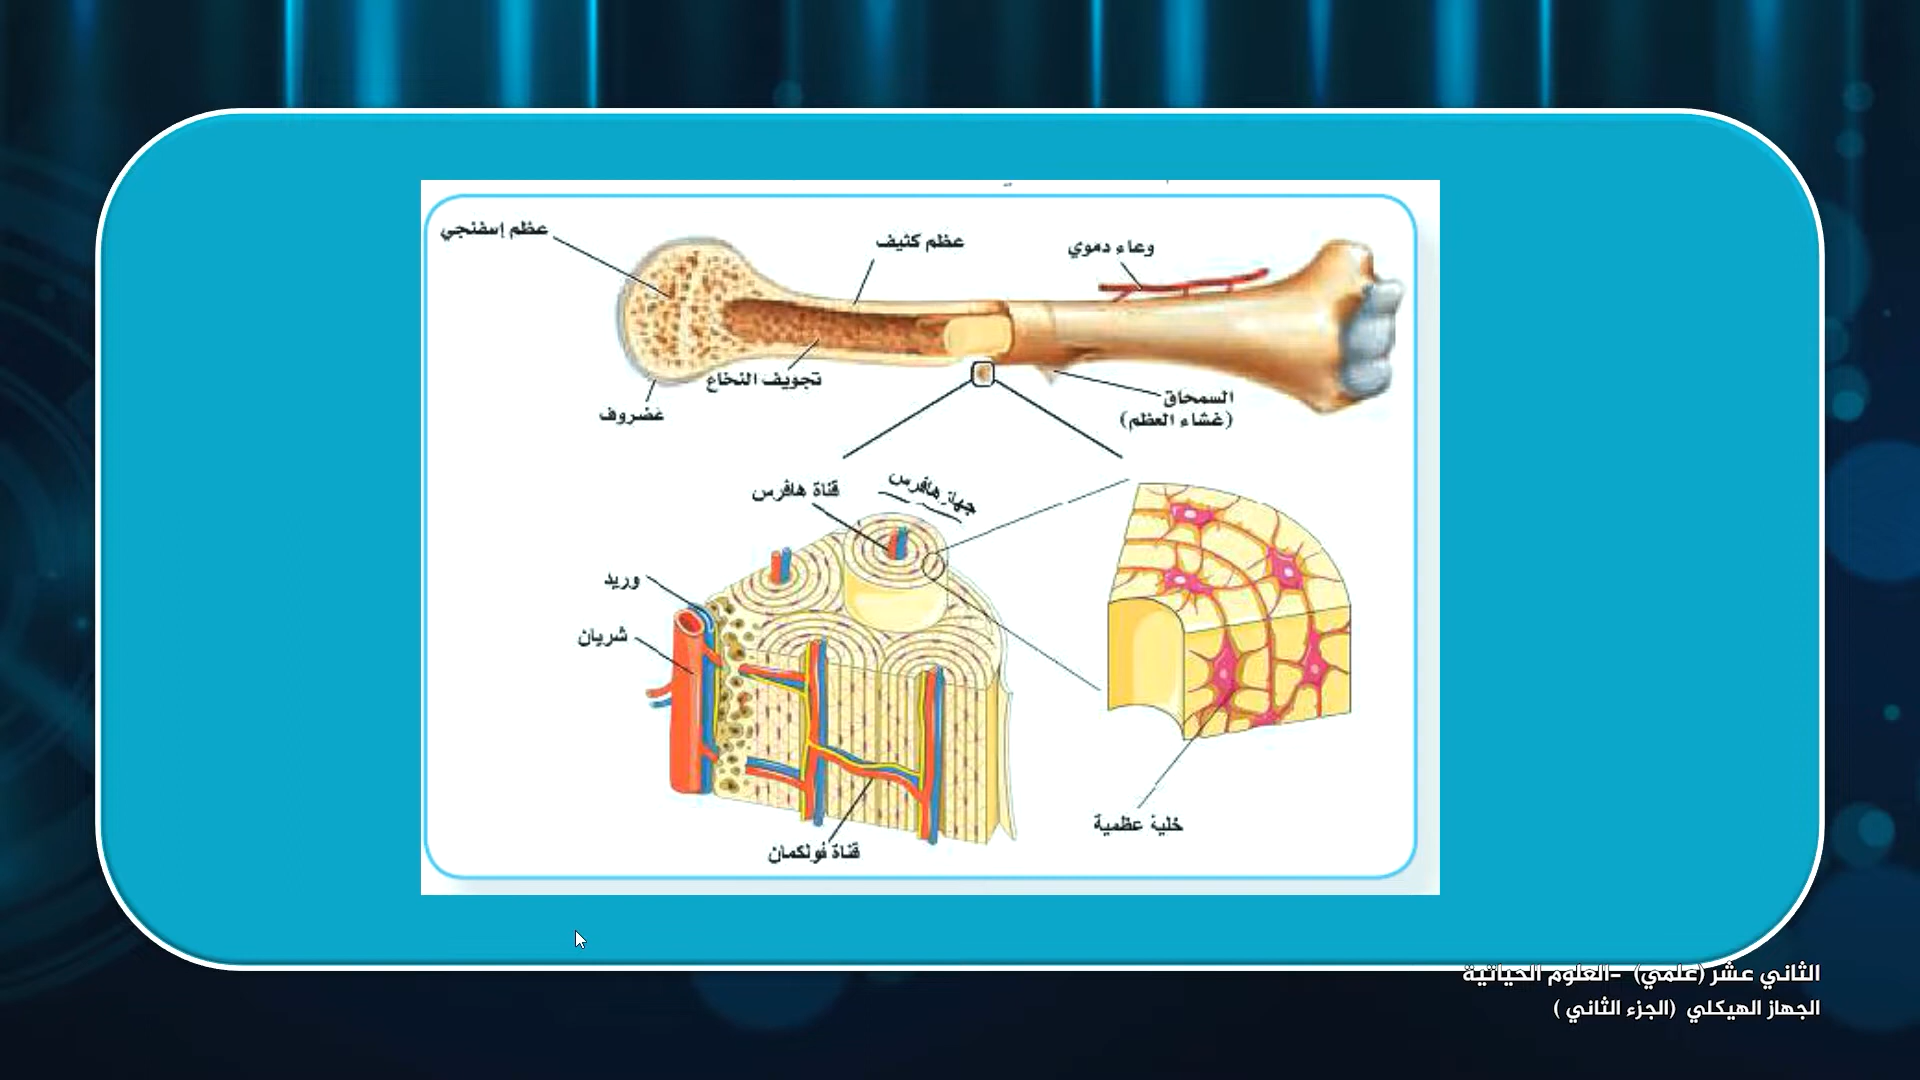 عظم إسفنجي
عظم كثيف
وعاء دموي
تجويف النخاع
غضروف
السمحاق
(غشاء العظم)
قناة هافرس
جهاز هافرس
وريد
شريان
خلية عظمية
قناة فولكمان
الثاني عشر (علمي) -العلوم الحياتية
الجهاز الهيكلي (الجزء الثاني )